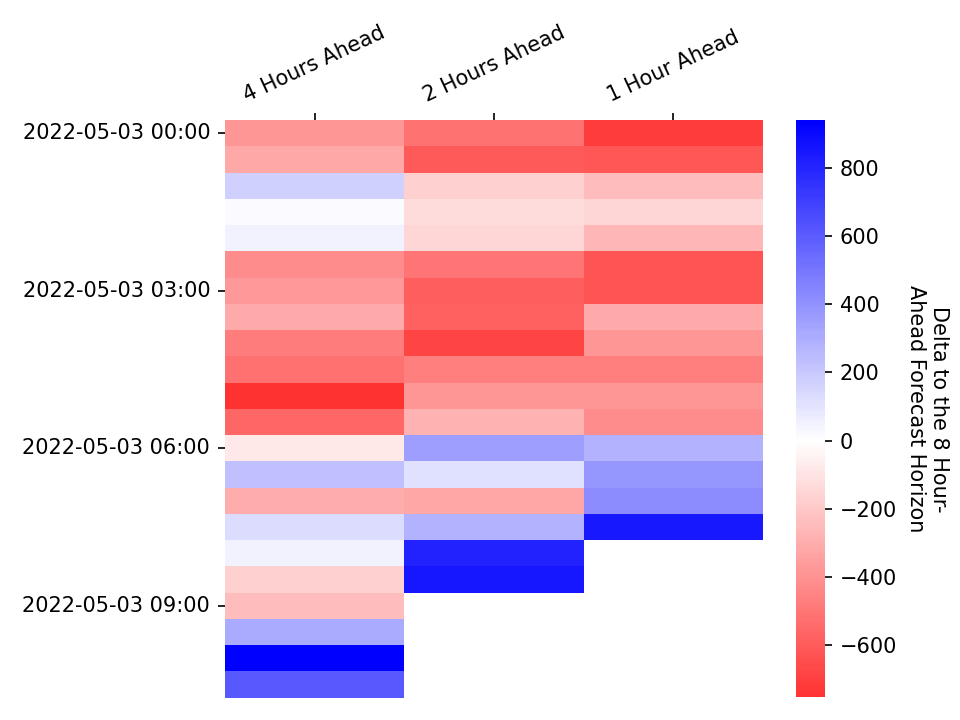 4 Hours Ahead
2 Hours Ahead
1 Hour Ahead
2022-05-03 00:00
2022-05-03 03:00
2022-05-03 06:00
2022-05-03 09:00
800
600
400
200
0
−200
−400
−600
Delta to the 8 Hour-
Ahead Forecast Horizon